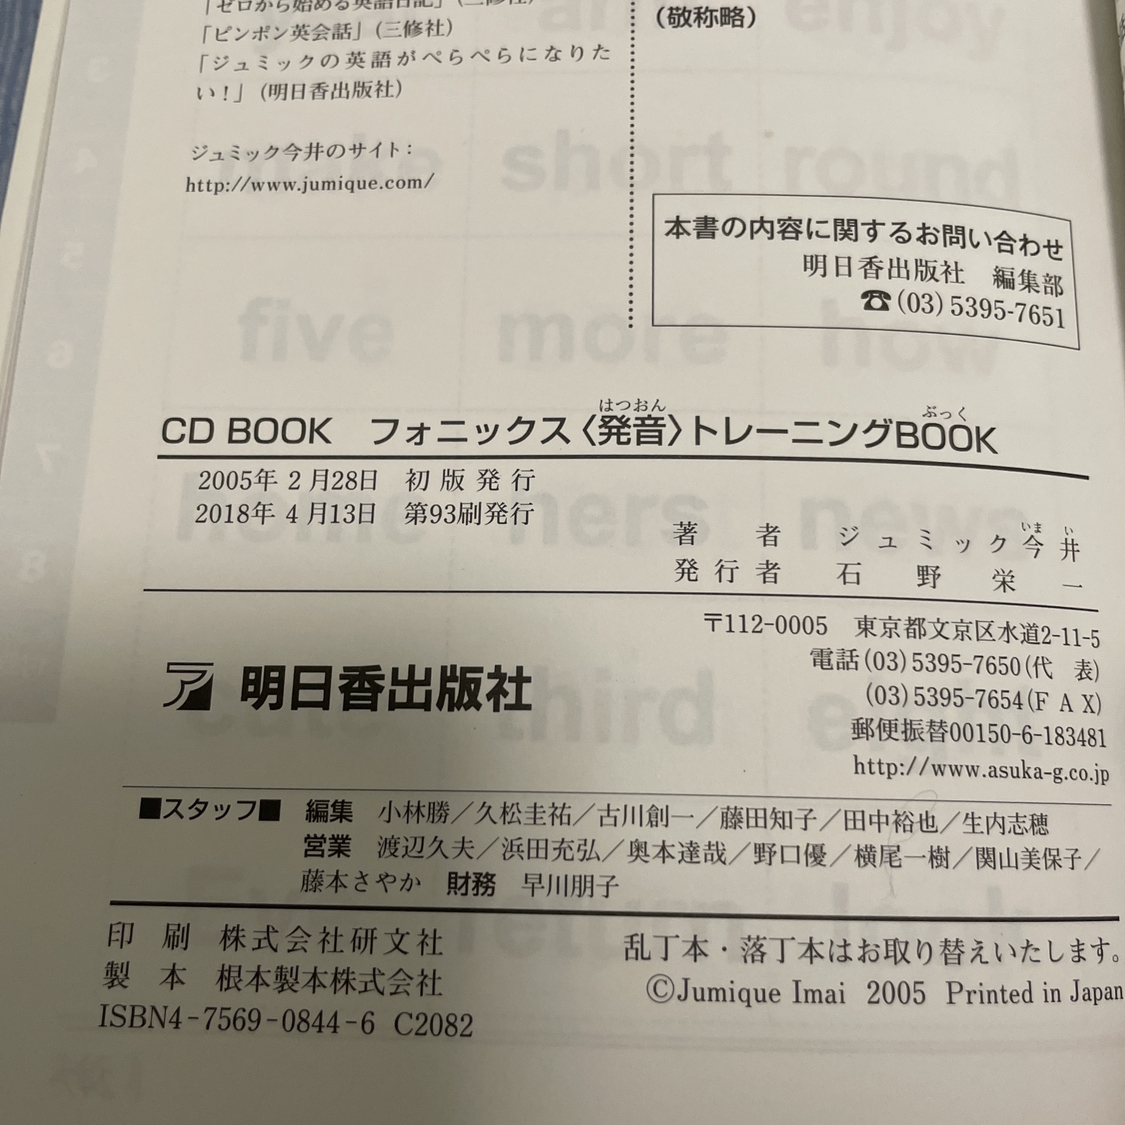 「ゼロから始める英語日記」(三修社)
「ピンポン英会話」(三修社)
「ジュミックの英語がぺらぺらになりた
い！」(明日香出版社)
ジュミック今井のサイト：
http://www.jumique.com/
(敬称略)
本書の内容に関するお問い合わせ
明日香出版社 編集部
☎(03)5395-7651
はつおん ぶっく
CD BOOK フォニックス〈発音〉トレーニングBOOK
2005年 2月28日 初版発行
2018年 4月13日 第93刷発行
いま い
著者 ジュミック今井
発行者 石野栄一
〒112-0005 東京都文京区水道2-11-5
電話(03)5395-7650(代 表)
(03)5395-7654(FAX)
郵便振替00150-6-183481
http://www.asuka-g.co.jp
ア 明日香出版社
■スタッフ■ 編集 小林勝／久松圭祐／古川創一／藤田知子／田中裕也／生内志穂
営業 渡辺久夫／浜田充弘／奥本達哉／野口優／横尾一樹／関山美保子／
藤本さやか 財務 早川朋子
印刷 株式会社研文社
製本 根本製本株式会社
ISBN4-7569-0844-6 C2082
乱丁本・落丁本はお取り替えいたします。
©Jumique Imai 2005 Printed in Japan